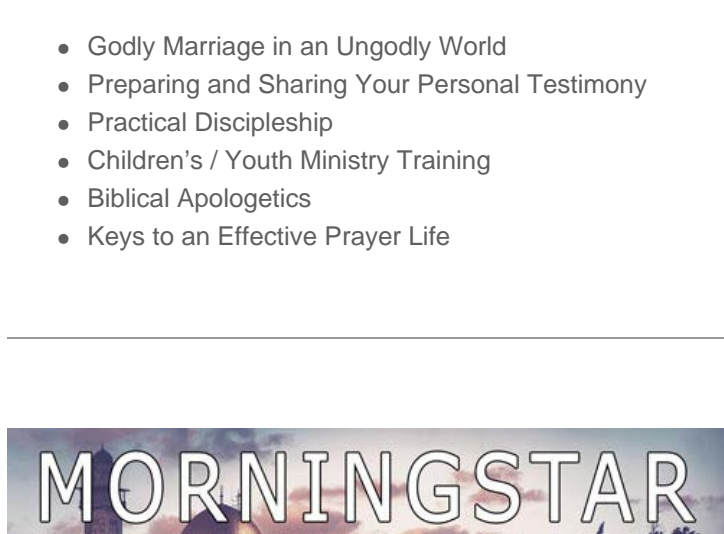 • Godly Marriage in an Ungodly World
• Preparing and Sharing Your Personal Testimony
• Practical Discipleship
• Children’s / Youth Ministry Training
• Biblical Apologetics
• Keys to an Effective Prayer Life
MORNINGSTAR